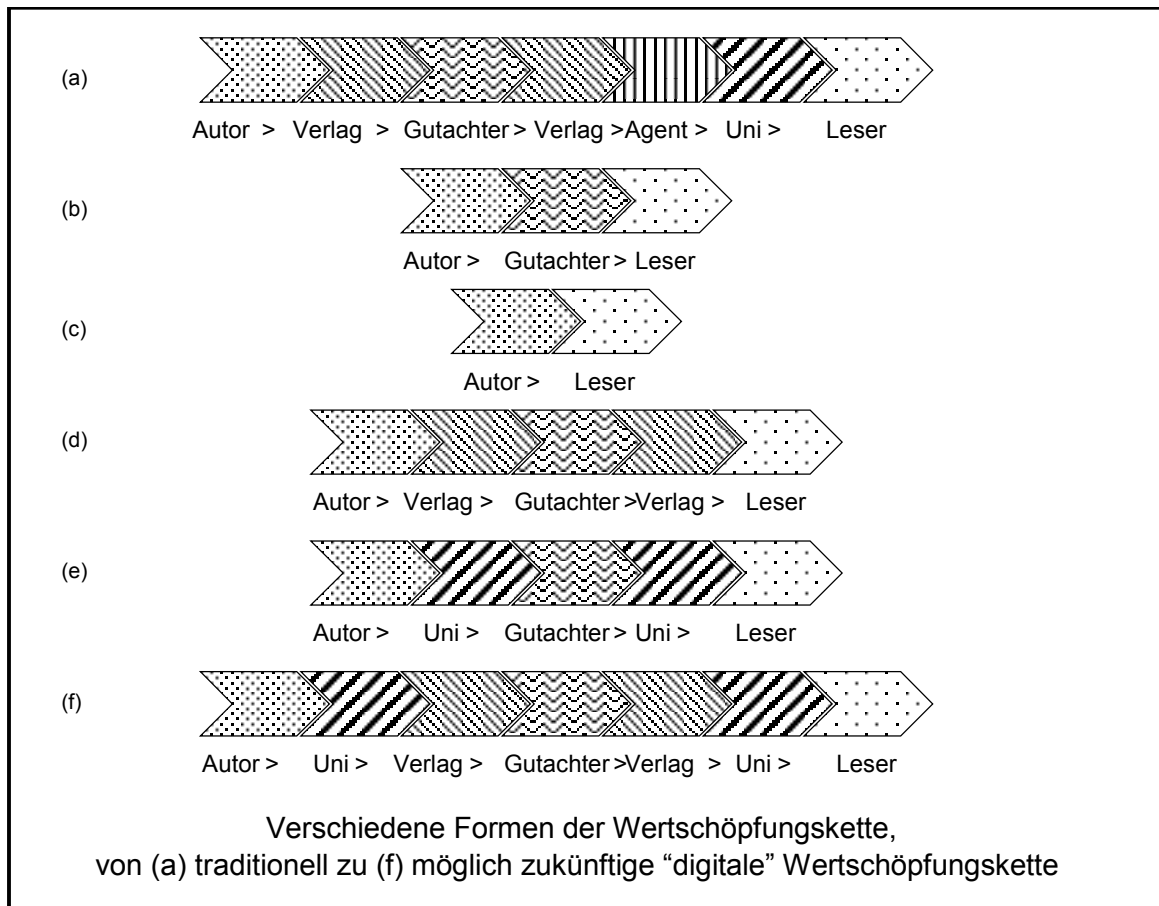 (a)
Autor > Verlag > Gutachter > Verlag > Agent > Uni > Leser
(b)
Autor > Gutachter > Leser
(c)
Autor > Leser
(d)
Autor > Verlag > Gutachter >Verlag > Leser
(e)
Autor > Uni > Gutachter > Uni > Leser
(f)
Autor > Uni > Verlag > Gutachter >Verlag > Uni > Leser
Verschiedene Formen der Wertschöpfungskette,
von (a) traditionell zu (f) möglich zukünftige “digitale” Wertschöpfungskette